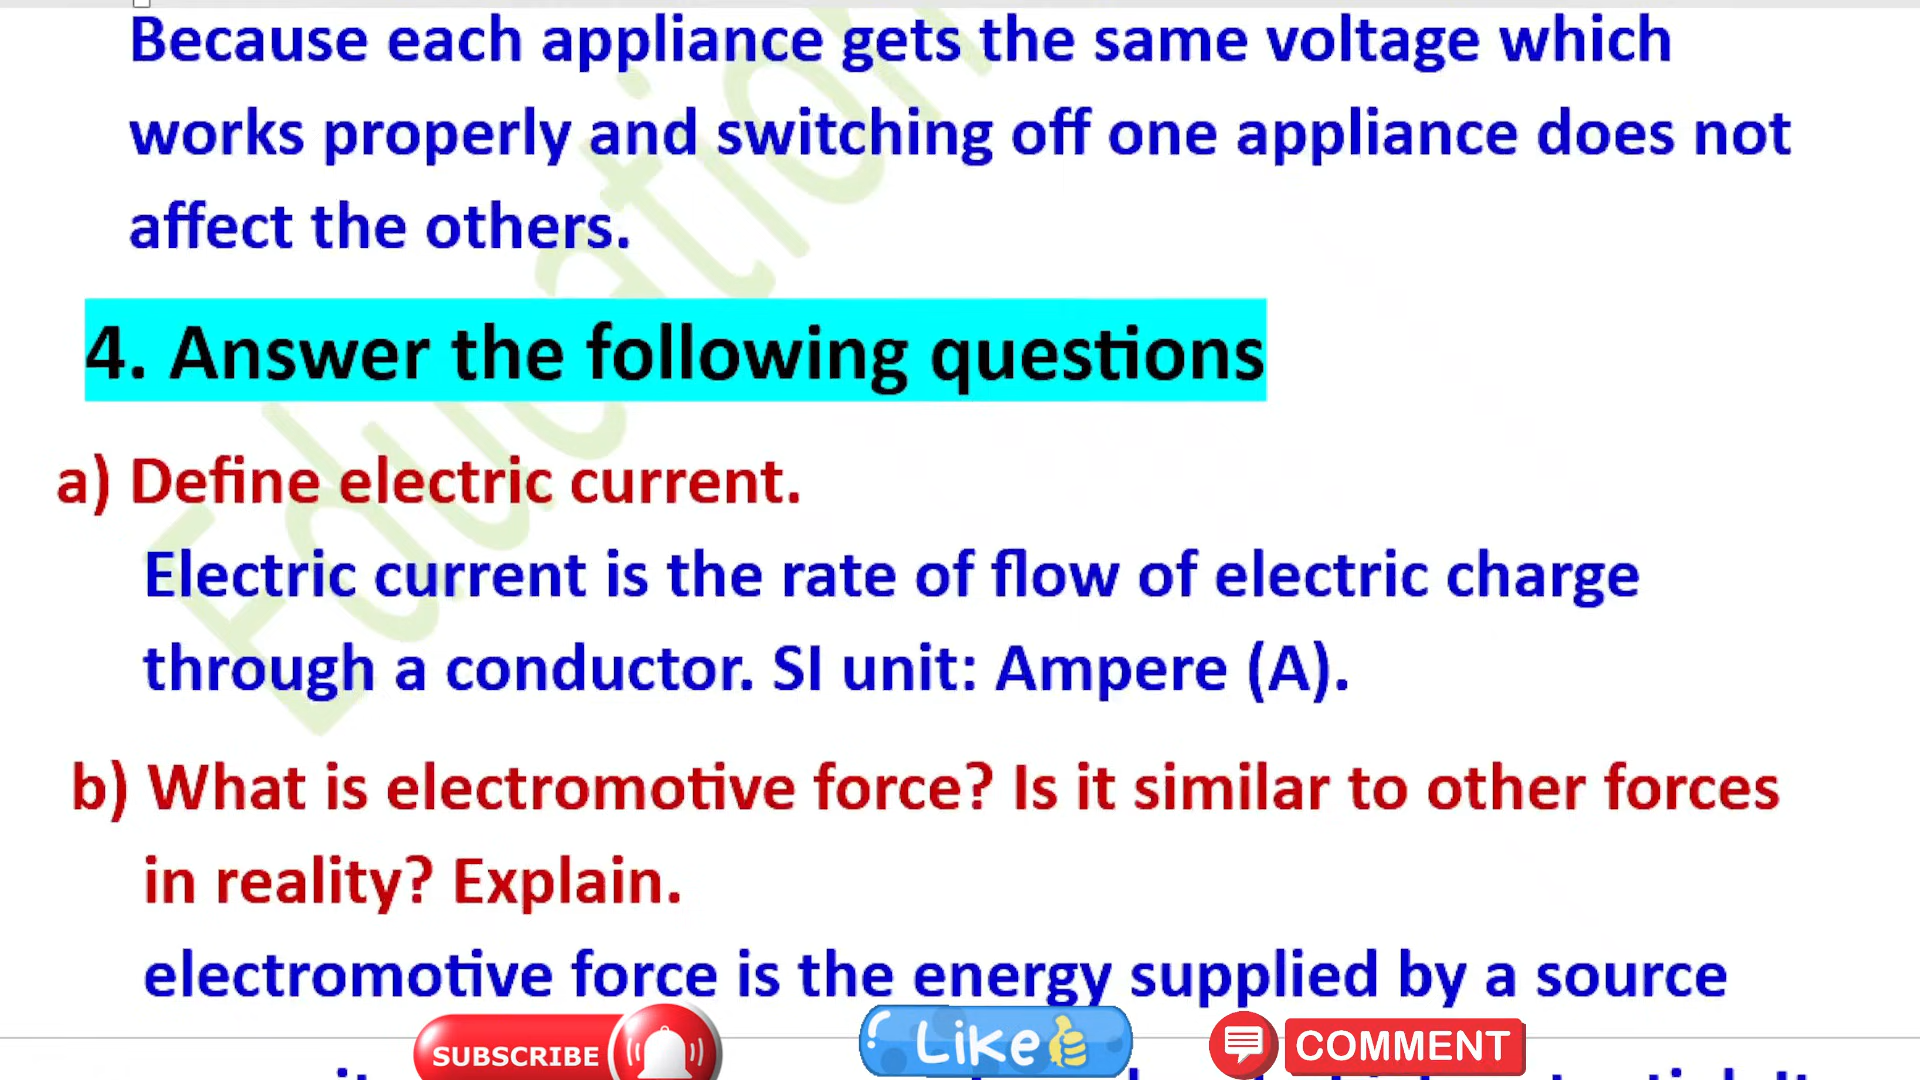 Because each appliance gets the same voltage which
works properly and switching off one appliance does not
affect the others.
4. Answer the following questions
a) Define electric current.
Electric current is the rate of flow of electric charge
through a conductor. SI unit: Ampere (A).
b) What is electromotive force? Is it similar to other forces
in reality? Explain.
electromotive force is the energy supplied by a source
SUBSCRIBE Like COMMENT
Education